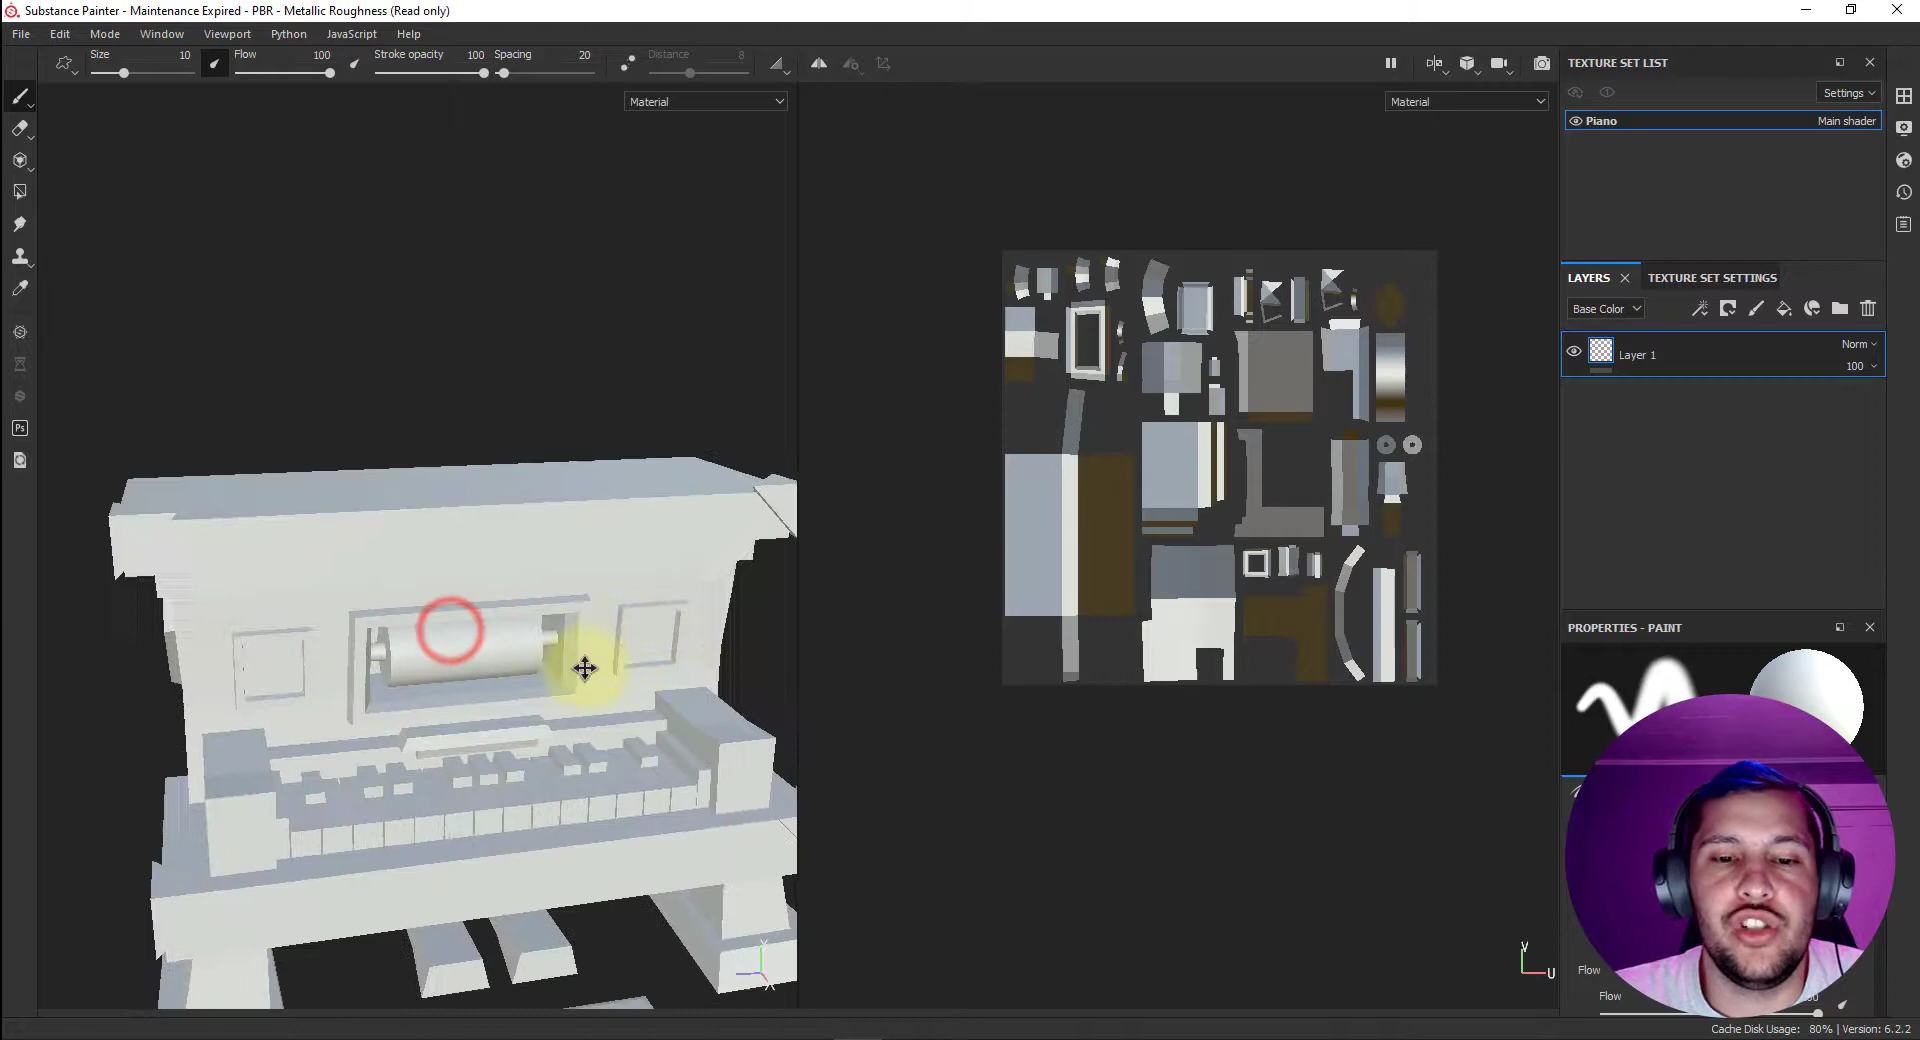 Substance Painter - Maintenance Expired - PBR - Metallic Roughness (Read only)
File Edit Mode Window Viewport Python JavaScript Help
Size 10 Flow 100 Stroke opacity 100 Spacing 20 Distance 8
Material
Material
TEXTURE SET LIST
Settings
Piano Main shader
LAYERS TEXTURE SET SETTINGS
Base Color
Norm
Layer 1
100
PROPERTIES - PAINT
Ps
Y
X
V
U
Flow
Flow
Cache Disk Usage: 80% | Version: 6.2.2